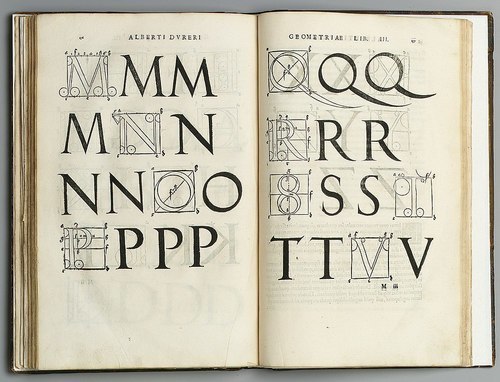 ALBERTI DVRERI
M M M
M N N
N N O O
P P P P
GEOMETRIAE LIB. III.
Q Q Q
R R R
S S S T
T T V V
M iii